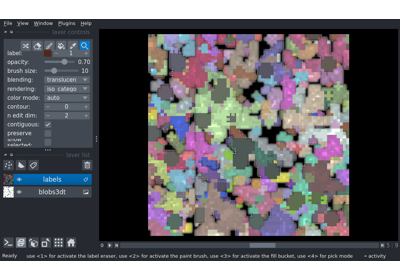 File View Window Plugins Help
layer controls
label: 1
opacity: 0.70
brush size: 10
blending: translucen
rendering: iso_catego
color mode: auto
contour: 0
n edit dim: 2
contiguous:
preserve
selected:
layer list
labels
blobs3dt
Ready use <1> for activate the label eraser, use <2> for activate the paint brush, use <3> for activate the fill bucket, use <4> for pick mode activity